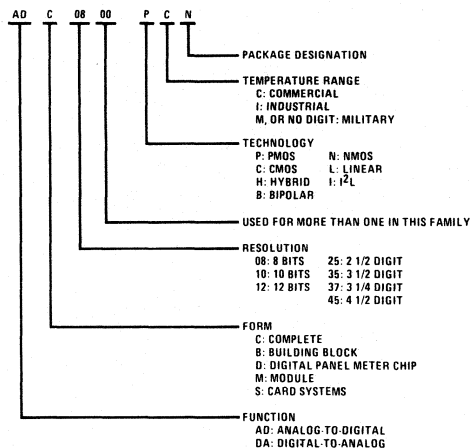 AD C 08 00 P C N
PACKAGE DESIGNATION
TEMPERATURE RANGE
C: COMMERCIAL
I: INDUSTRIAL
M, OR NO DIGIT: MILITARY
TECHNOLOGY
P: PMOS N: NMOS
C: CMOS L: LINEAR
H: HYBRID I: I²L
B: BIPOLAR
USED FOR MORE THAN ONE IN THIS FAMILY
RESOLUTION
08: 8 BITS 25: 2 1/2 DIGIT
10: 10 BITS 35: 3 1/2 DIGIT
12: 12 BITS 37: 3 1/4 DIGIT
45: 4 1/2 DIGIT
FORM
C: COMPLETE
B: BUILDING BLOCK
D: DIGITAL PANEL METER CHIP
M: MODULE
S: CARD SYSTEMS
FUNCTION
AD: ANALOG-TO-DIGITAL
DA: DIGITAL-TO-ANALOG